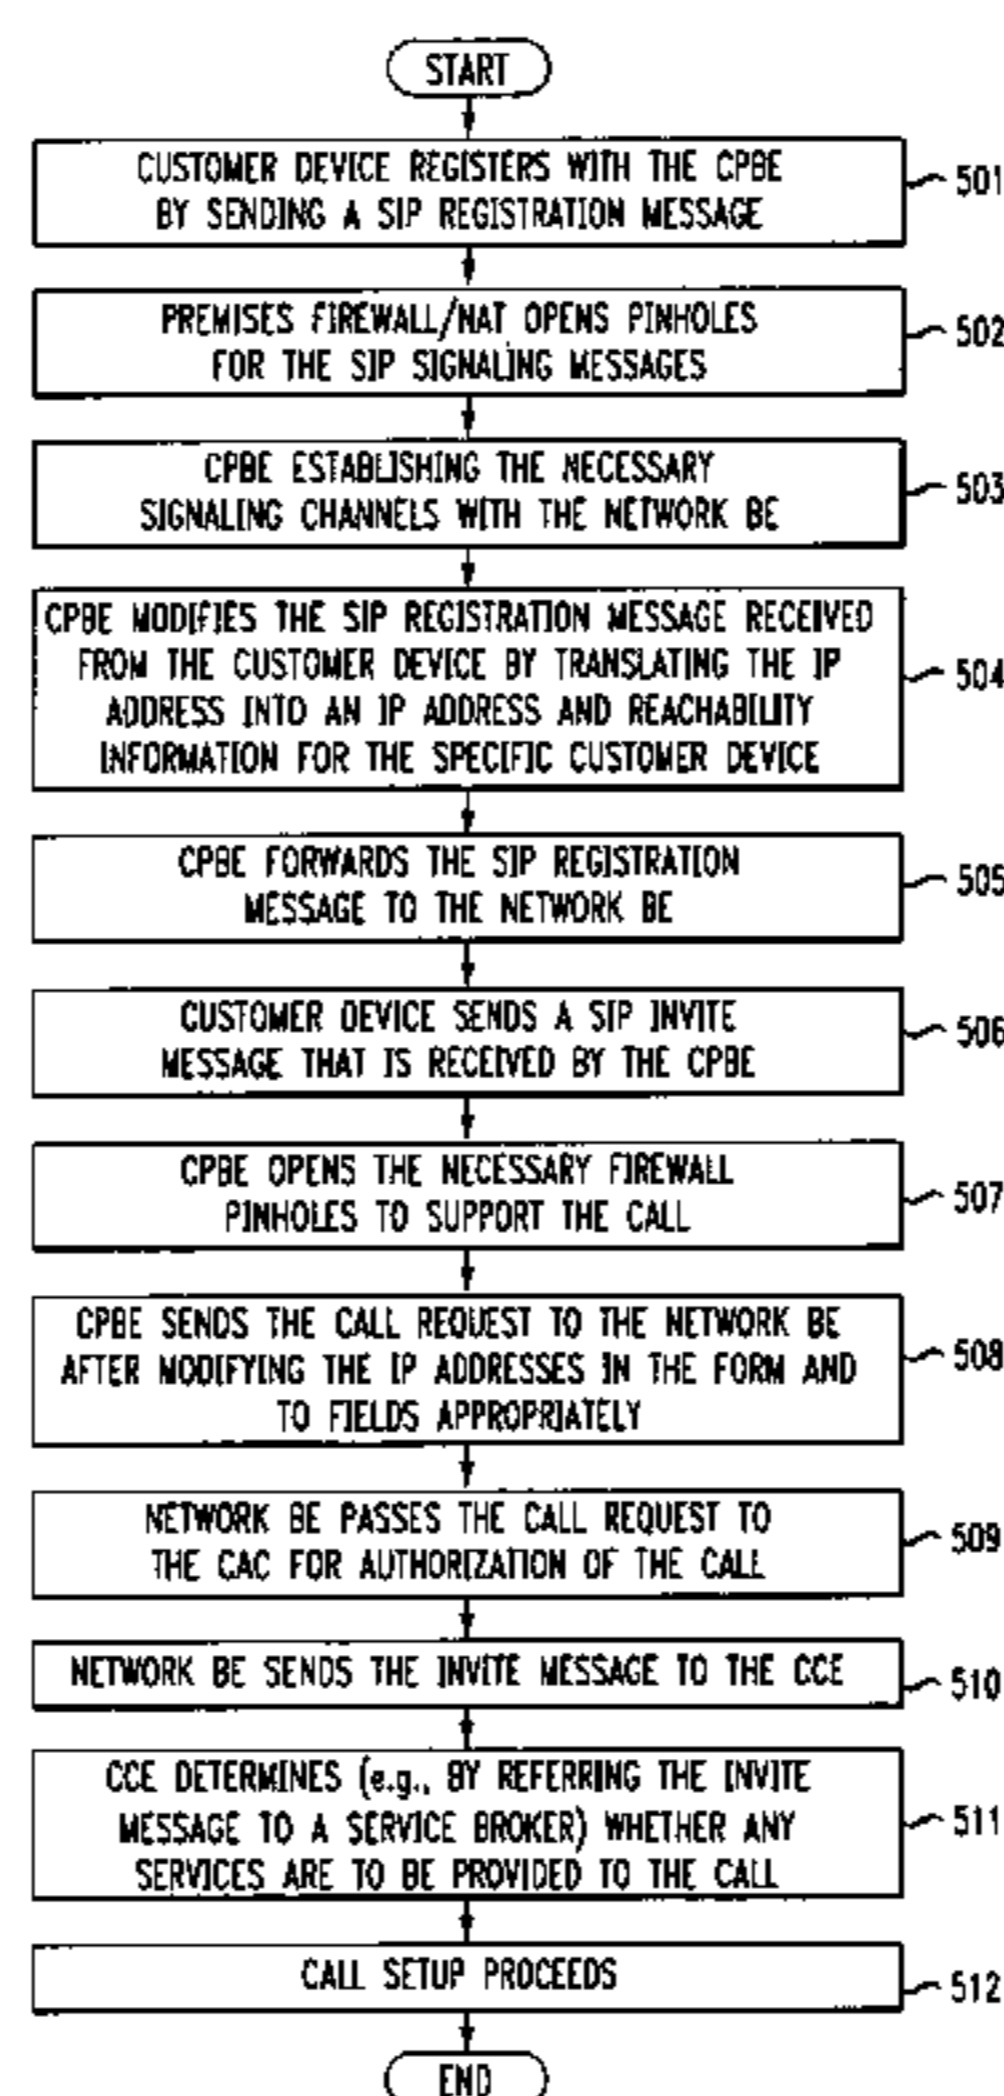 START
CUSTOMER DEVICE REGISTERS WITH THE CPBE
BY SENDING A SIP REGISTRATION MESSAGE
501
PREMISES FIREWALL/NAT OPENS PINHOLES
FOR THE SIP SIGNALING MESSAGES
502
CPBE ESTABLISHING THE NECESSARY
SIGNALING CHANNELS WITH THE NETWORK BE
503
CPBE MODIFIES THE SIP REGISTRATION MESSAGE RECEIVED
FROM THE CUSTOMER DEVICE BY TRANSLATING THE IP
ADDRESS INTO AN IP ADDRESS AND REACHABILITY
INFORMATION FOR THE SPECIFIC CUSTOMER DEVICE
504
CPBE FORWARDS THE SIP REGISTRATION
MESSAGE TO THE NETWORK BE
505
CUSTOMER DEVICE SENDS A SIP INVITE
MESSAGE THAT IS RECEIVED BY THE CPBE
506
CPBE OPENS THE NECESSARY FIREWALL
PINHOLES TO SUPPORT THE CALL
507
CPBE SENDS THE CALL REQUEST TO THE NETWORK BE
AFTER MODIFYING THE IP ADDRESSES IN THE FORM AND
TO FIELDS APPROPRIATELY
508
NETWORK BE PASSES THE CALL REQUEST TO
THE CAC FOR AUTHORIZATION OF THE CALL
509
NETWORK BE SENDS THE INVITE MESSAGE TO THE CCE
510
CCE DETERMINES (e.g., BY REFERRING THE INVITE
MESSAGE TO A SERVICE BROKER) WHETHER ANY
SERVICES ARE TO BE PROVIDED TO THE CALL
511
CALL SETUP PROCEEDS
512
END